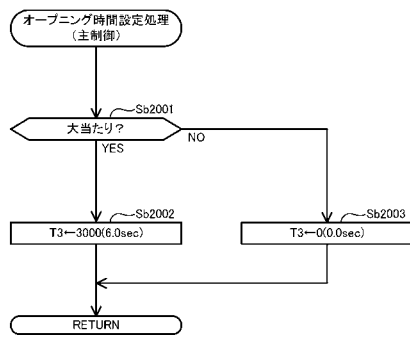 オープニング時間設定処理
(主制御)
Sb2001
大当たり?
YES
NO
Sb2002
T3←3000(6.0sec)
Sb2003
T3←0(0.0sec)
RETURN